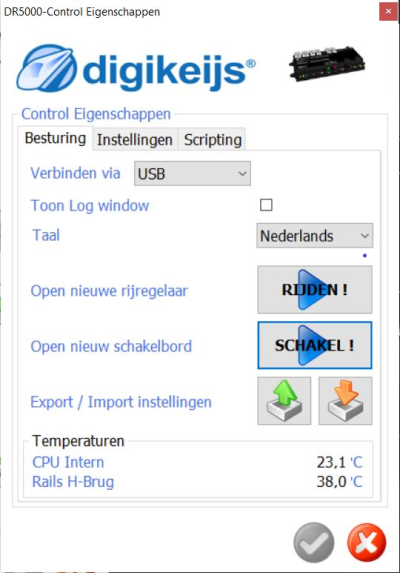 DR5000-Control Eigenschappen
digikeijs®
Control Eigenschappen
Besturing Instellingen Scripting
Verbinden via USB
Toon Log window
Taal Nederlands
Open nieuwe rijregelaar RIJDEN !
Open nieuw schakelbord SCHAKEL !
Export / Import instellingen
Temperaturen
CPU Intern 23,1 °C
Rails H-Brug 38,0 °C